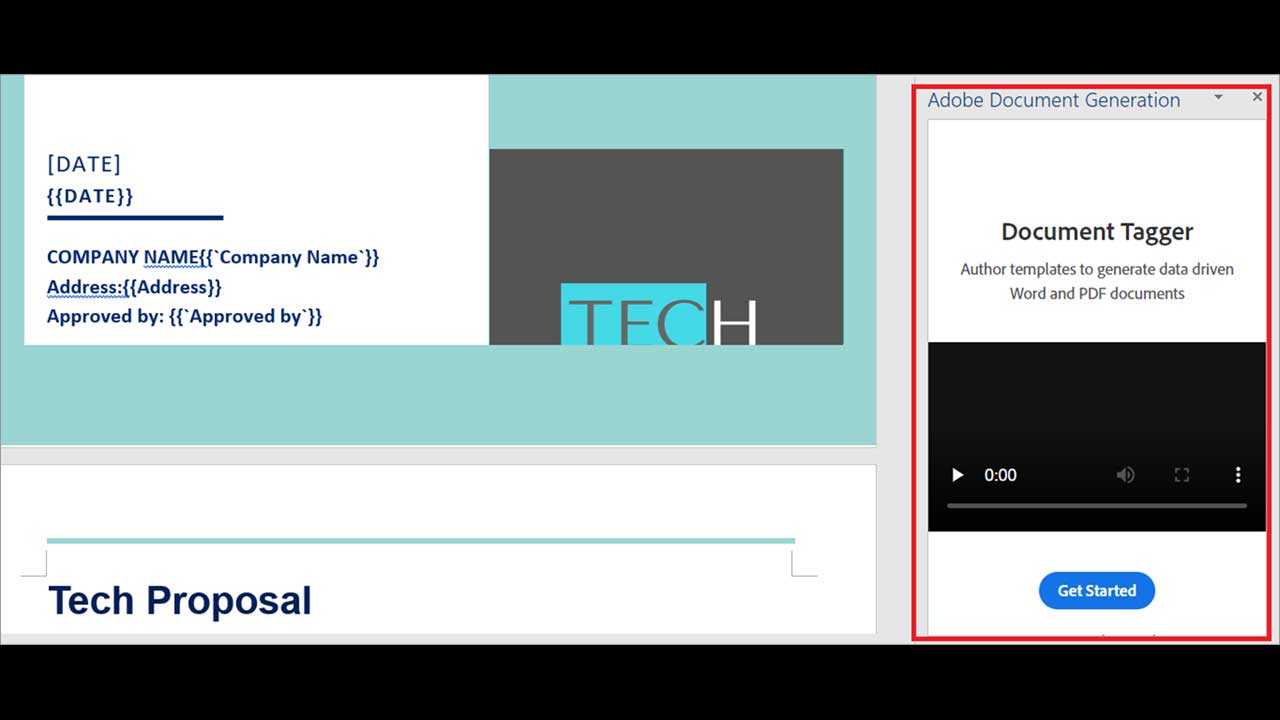 [DATE]
{{DATE}}
COMPANY NAME{{`Company Name`}}
Address:{{Address}}
Approved by: {{`Approved by`}}
TECH
Tech Proposal
Adobe Document Generation
Document Tagger
Author templates to generate data driven
Word and PDF documents
0:00
Get Started